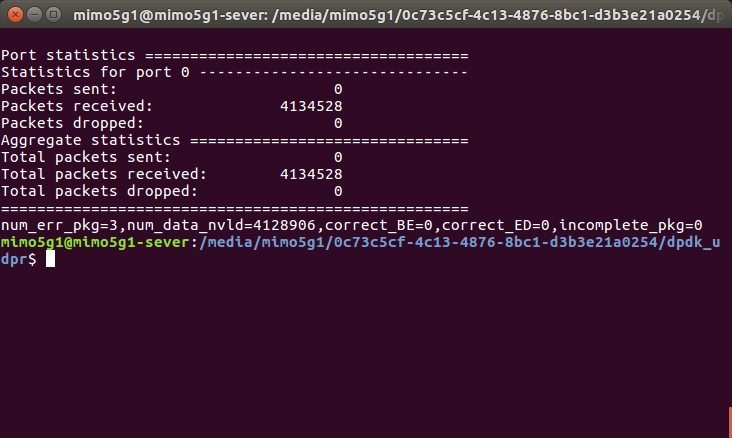 mimo5g1@mimo5g1-sever: /media/mimo5g1/0c73c5cf-4c13-4876-8bc1-d3b3e21a0254/dp
Port statistics ====================================
Statistics for port 0 ------------------------------
Packets sent:                        0
Packets received:              4134528
Packets dropped:                     0
Aggregate statistics ===============================
Total packets sent:                  0
Total packets received:        4134528
Total packets dropped:               0
====================================================
num_err_pkg=3,num_data_nvld=4128906,correct_BE=0,correct_ED=0,incomplete_pkg=0
mimo5g1@mimo5g1-sever:/media/mimo5g1/0c73c5cf-4c13-4876-8bc1-d3b3e21a0254/dpdk_u
dpr$